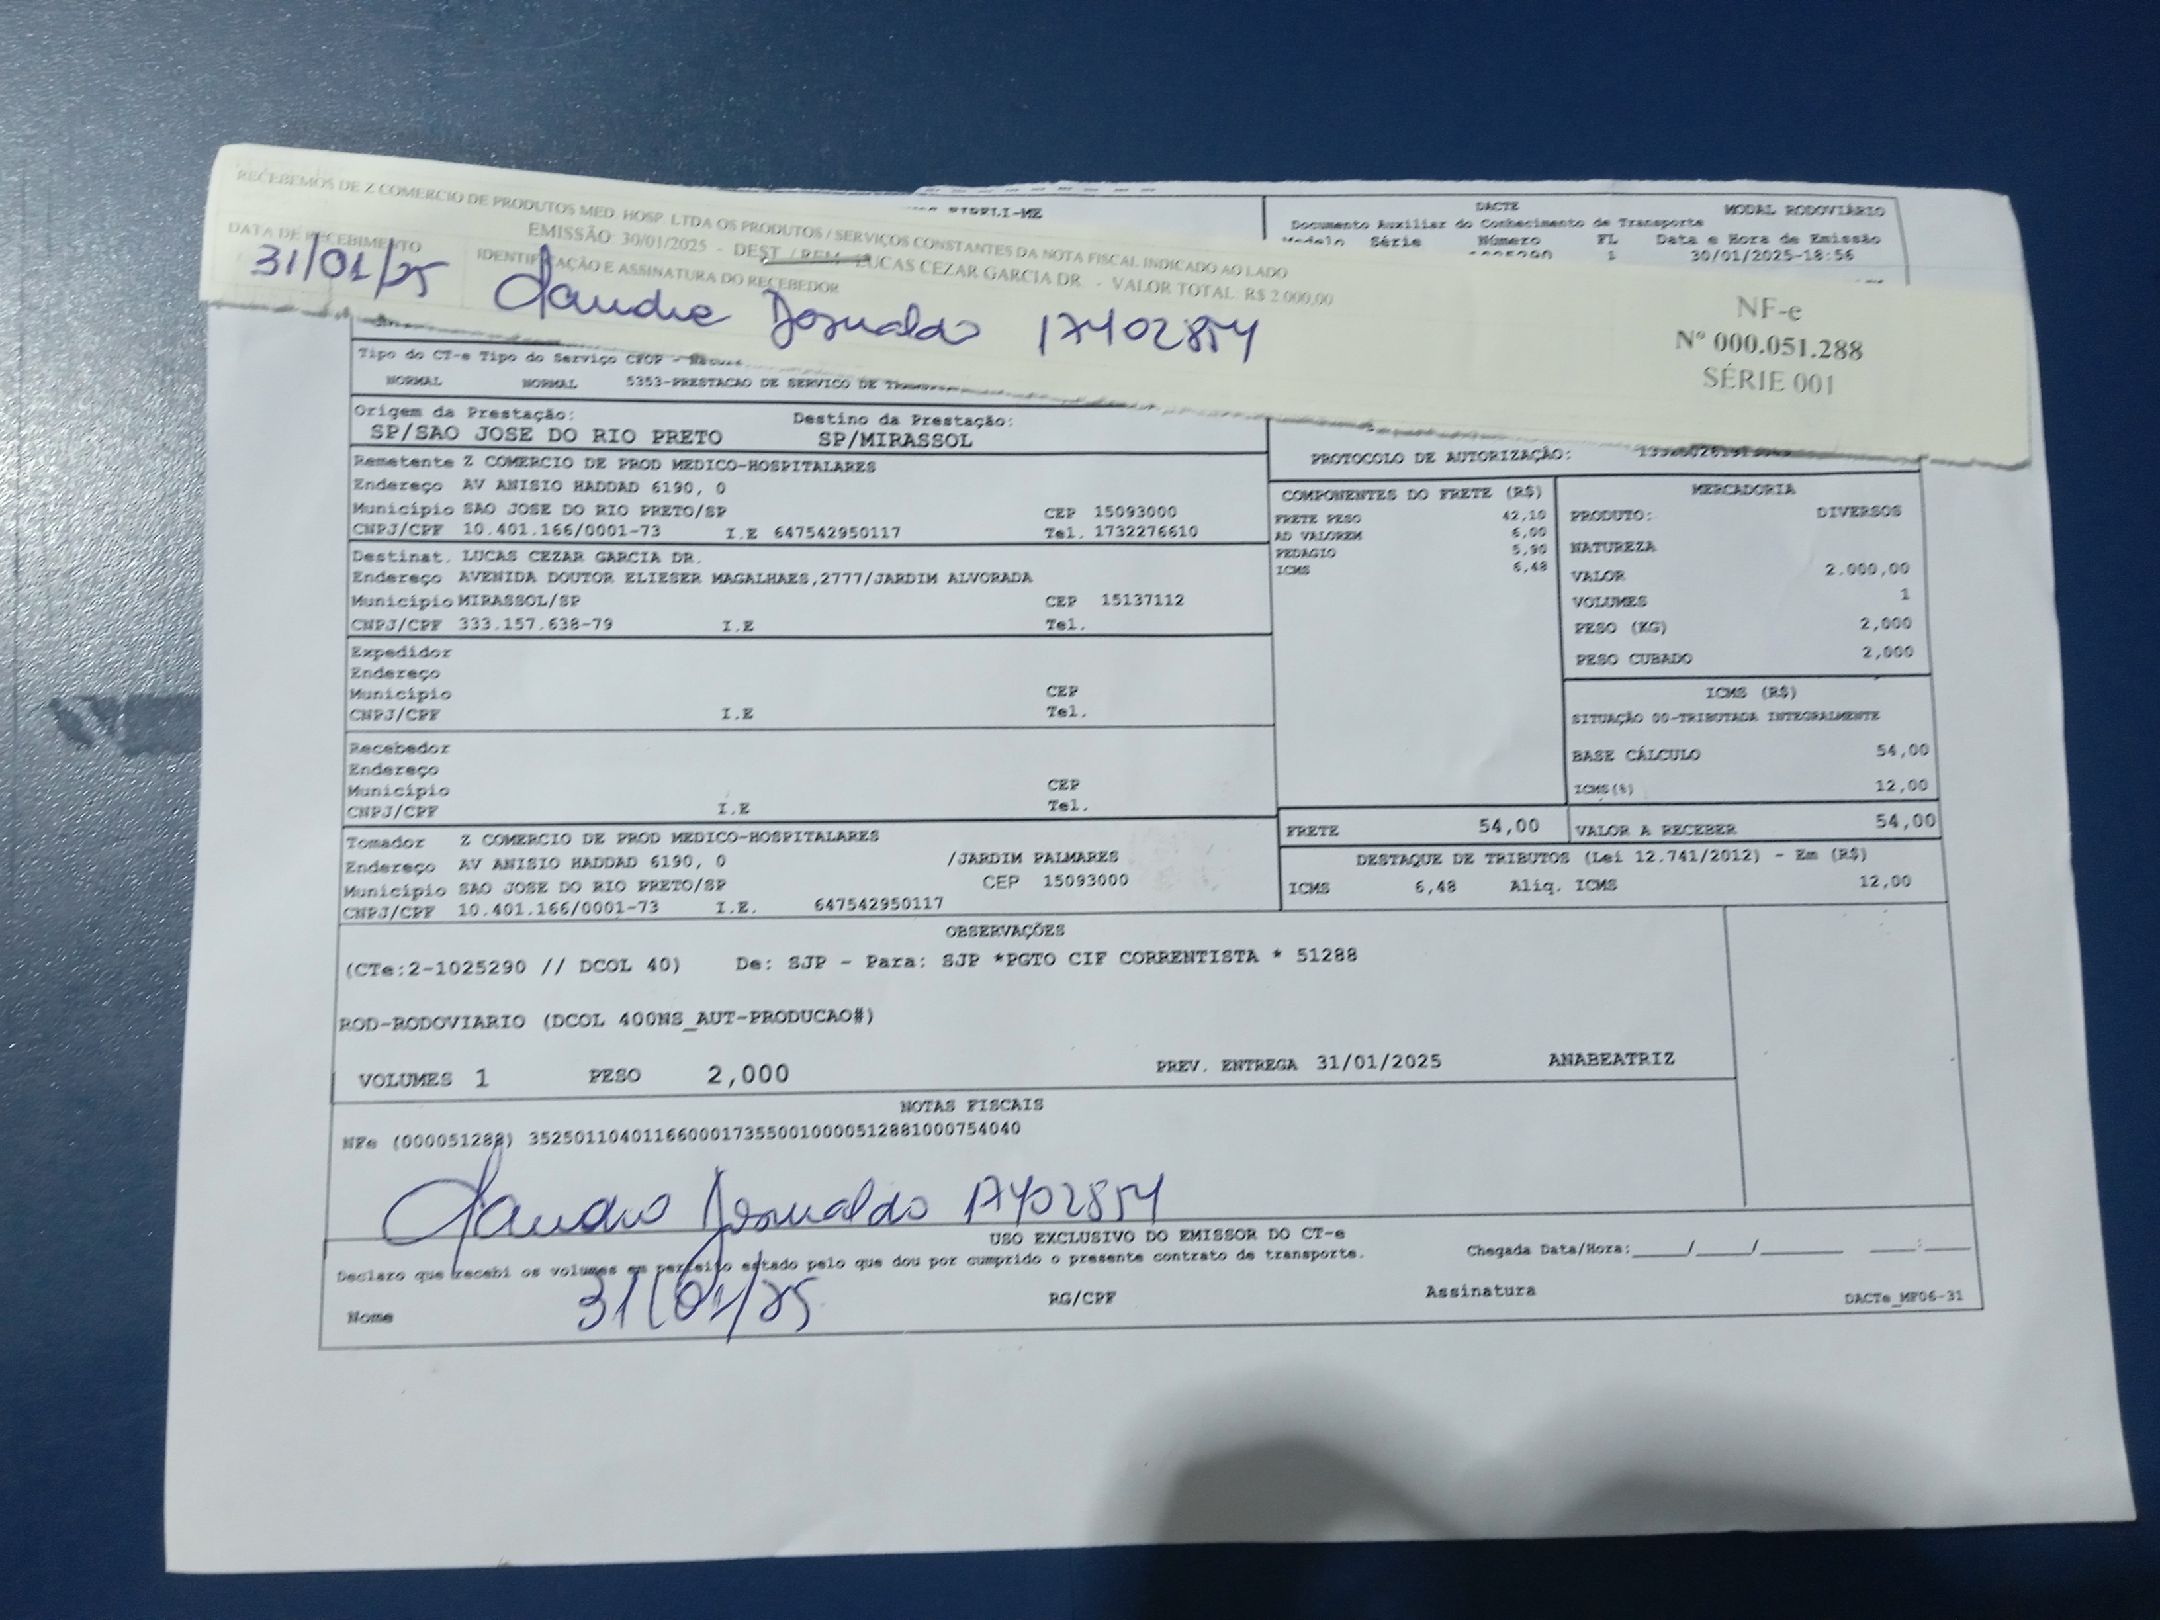 RECEBEMOS DE Z COMERCIO DE PRODUTOS MED. HOSP. LTDA OS PRODUTOS / SERVIÇOS CONSTANTES DA NOTA FISCAL INDICADO AO LADO
EMISSÃO: 30/01/2025 - DEST. / REM.: LUCAS CEZAR GARCIA DR. - VALOR TOTAL: R$ 2.000,00
DATA DE RECEBIMENTO IDENTIFICAÇÃO E ASSINATURA DO RECEBEDOR
31/01/25
NF-e
Nº 000.051.288
SÉRIE 001
DACTE MODAL RODOVIÁRIO
Documento Auxiliar do Conhecimento de Transporte
Modelo Série Número FL Data e Hora de Emissão
1 30/01/2025-18:56
Tipo do CT-e Tipo do Serviço CFOP -
NORMAL NORMAL 5353-PRESTACAO DE SERVICO DE
Origem da Prestação: Destino da Prestação:
SP/SAO JOSE DO RIO PRETO SP/MIRASSOL
PROTOCOLO DE AUTORIZAÇÃO:
Remetente Z COMERCIO DE PROD MEDICO-HOSPITALARES
Endereço AV ANISIO HADDAD 6190, 0
Município SAO JOSE DO RIO PRETO/SP CEP 15093000
CNPJ/CPF 10.401.166/0001-73 I.E 647542950117 Tel. 1732276610
Destinat. LUCAS CEZAR GARCIA DR.
Endereço AVENIDA DOUTOR ELIESER MAGALHAES,2777/JARDIM ALVORADA
Município MIRASSOL/SP CEP 15137112
CNPJ/CPF 333.157.638-79 I.E Tel.
Expedidor
Endereço
Município CEP
CNPJ/CPF I.E Tel.
Recebedor
Endereço
Município CEP
CNPJ/CPF I.E Tel.
Tomador Z COMERCIO DE PROD MEDICO-HOSPITALARES
Endereço AV ANISIO HADDAD 6190, 0 /JARDIM PALMARES
Município SAO JOSE DO RIO PRETO/SP CEP 15093000
CNPJ/CPF 10.401.166/0001-73 I.E. 647542950117
COMPONENTES DO FRETE (R$)
FRETE PESO 42,10
AD VALOREM 6,00
PEDAGIO 5,90
ICMS 6,48
MERCADORIA
PRODUTO: DIVERSOS
NATUREZA
VALOR 2.000,00
VOLUMES 1
PESO (KG) 2,000
PESO CUBADO 2,000
ICMS (R$)
SITUAÇÃO 00-TRIBUTADA INTEGRALMENTE
BASE CÁLCULO 54,00
ICMS(%) 12,00
FRETE 54,00 VALOR A RECEBER 54,00
DESTAQUE DE TRIBUTOS (Lei 12.741/2012) - Em (R$)
ICMS 6,48 Aliq. ICMS 12,00
OBSERVAÇÕES
(CTe:2-1025290 // DCOL 40) De: SJP - Para: SJP *PGTO CIF CORRENTISTA * 51288
ROD-RODOVIARIO (DCOL 400NS_AUT-PRODUCAO#)
VOLUMES 1 PESO 2,000 PREV. ENTREGA 31/01/2025 ANABEATRIZ
NOTAS FISCAIS
NFe (000051288) 35250110401166000173550010000512881000754040
USO EXCLUSIVO DO EMISSOR DO CT-e
Declaro que recebi os volumes em perfeito estado pelo que dou por cumprido o presente contrato de transporte. Chegada Data/Hora:____/____/______ ____:____
31/01/25
Nome RG/CPF Assinatura DACTe_MF06-31